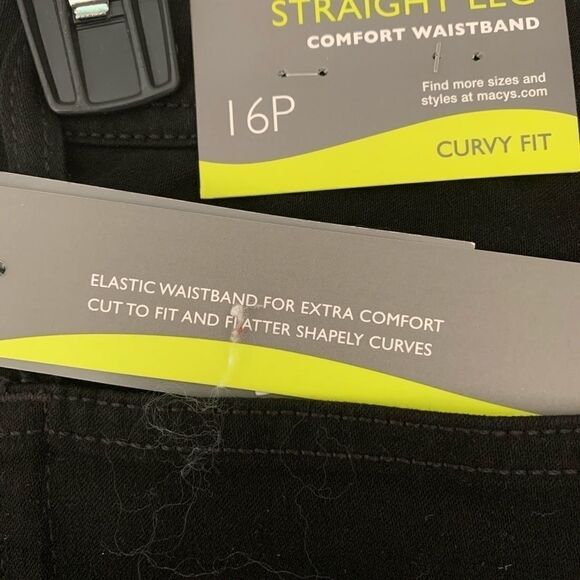 STRAIGHT LEG
COMFORT WAISTBAND
Find more sizes and
styles at macys.com
16P
CURVY FIT
ELASTIC WAISTBAND FOR EXTRA COMFORT
CUT TO FIT AND FLATTER SHAPELY CURVES